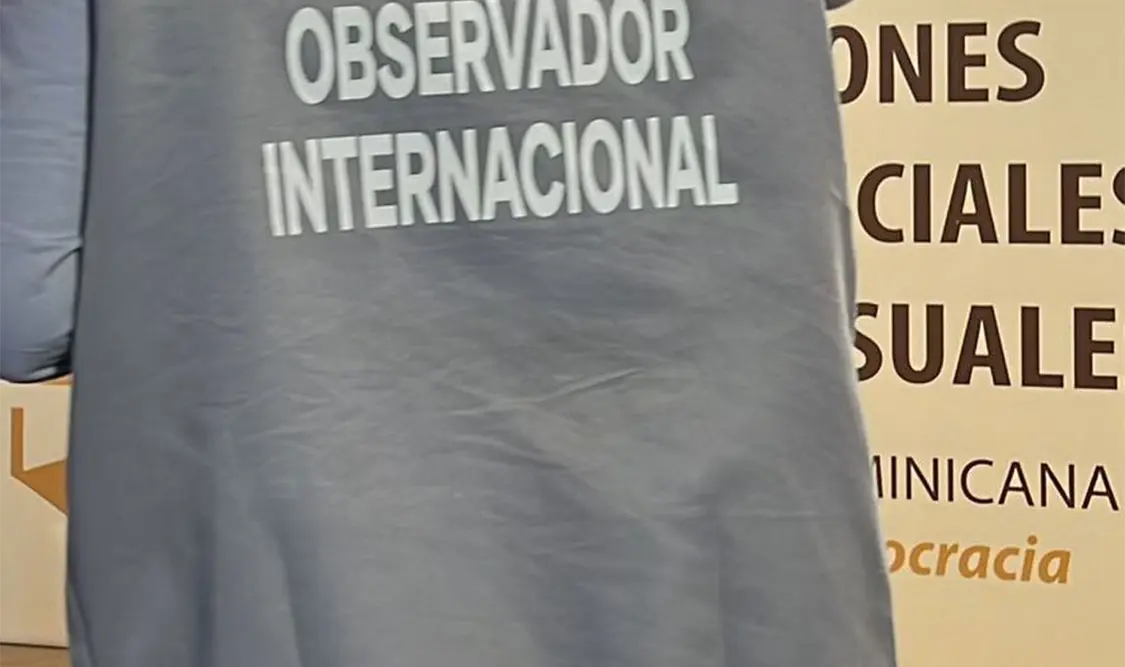 OBSERVADOR
INTERNACIONAL
ONES
CIALES
SUALE
MINICANA
ocracia